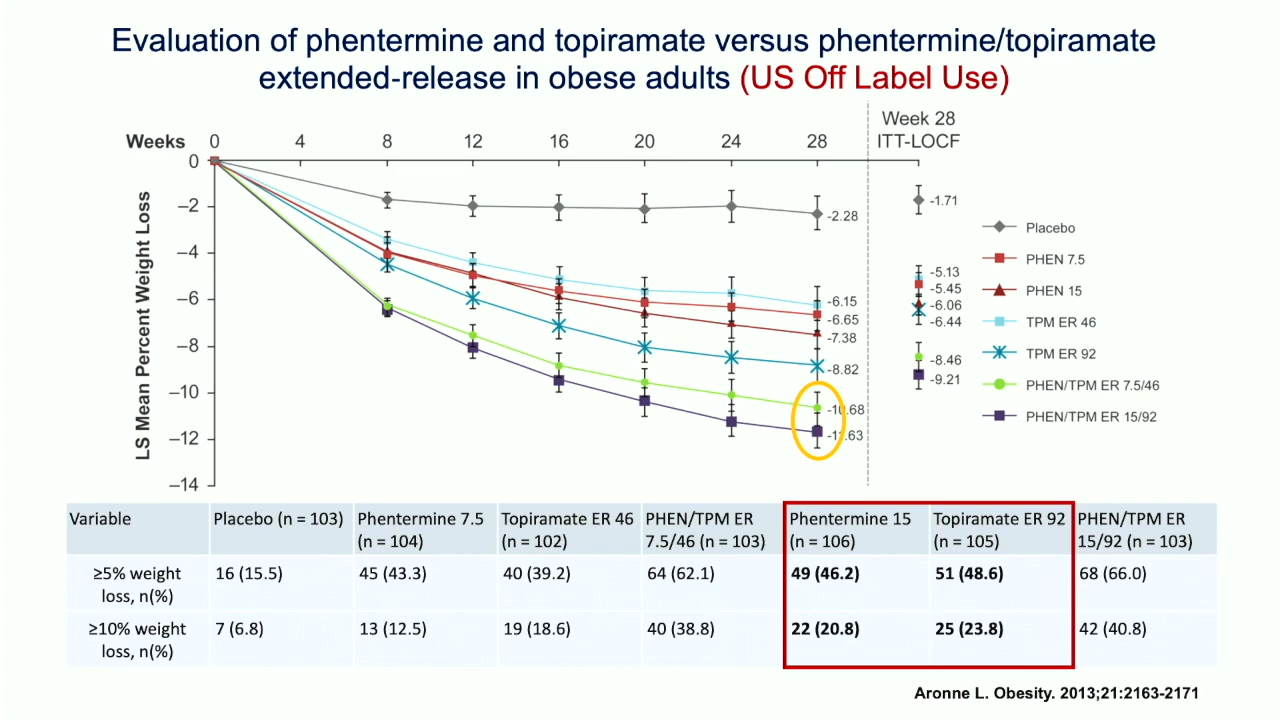 Evaluation of phentermine and topiramate versus phentermine/topiramate
extended-release in obese adults (US Off Label Use)
Week 28
ITT-LOCF
Weeks 0 4 8 12 16 20 24 28
LS Mean Percent Weight Loss
0
–2
–4
–6
–8
–10
–12
–14
-2.28
-6.15
-6.65
-7.38
-8.82
-10.68
-11.63
-1.71
-5.13
-5.45
-6.06
-6.44
-8.46
-9.21
Placebo
PHEN 7.5
PHEN 15
TPM ER 46
TPM ER 92
PHEN/TPM ER 7.5/46
PHEN/TPM ER 15/92
Variable Placebo (n = 103) Phentermine 7.5 (n = 104) Topiramate ER 46 (n = 102) PHEN/TPM ER 7.5/46 (n = 103) Phentermine 15 (n = 106) Topiramate ER 92 (n = 105) PHEN/TPM ER 15/92 (n = 103)
≥5% weight loss, n(%) 16 (15.5) 45 (43.3) 40 (39.2) 64 (62.1) 49 (46.2) 51 (48.6) 68 (66.0)
≥10% weight loss, n(%) 7 (6.8) 13 (12.5) 19 (18.6) 40 (38.8) 22 (20.8) 25 (23.8) 42 (40.8)
Aronne L. Obesity. 2013;21:2163-2171